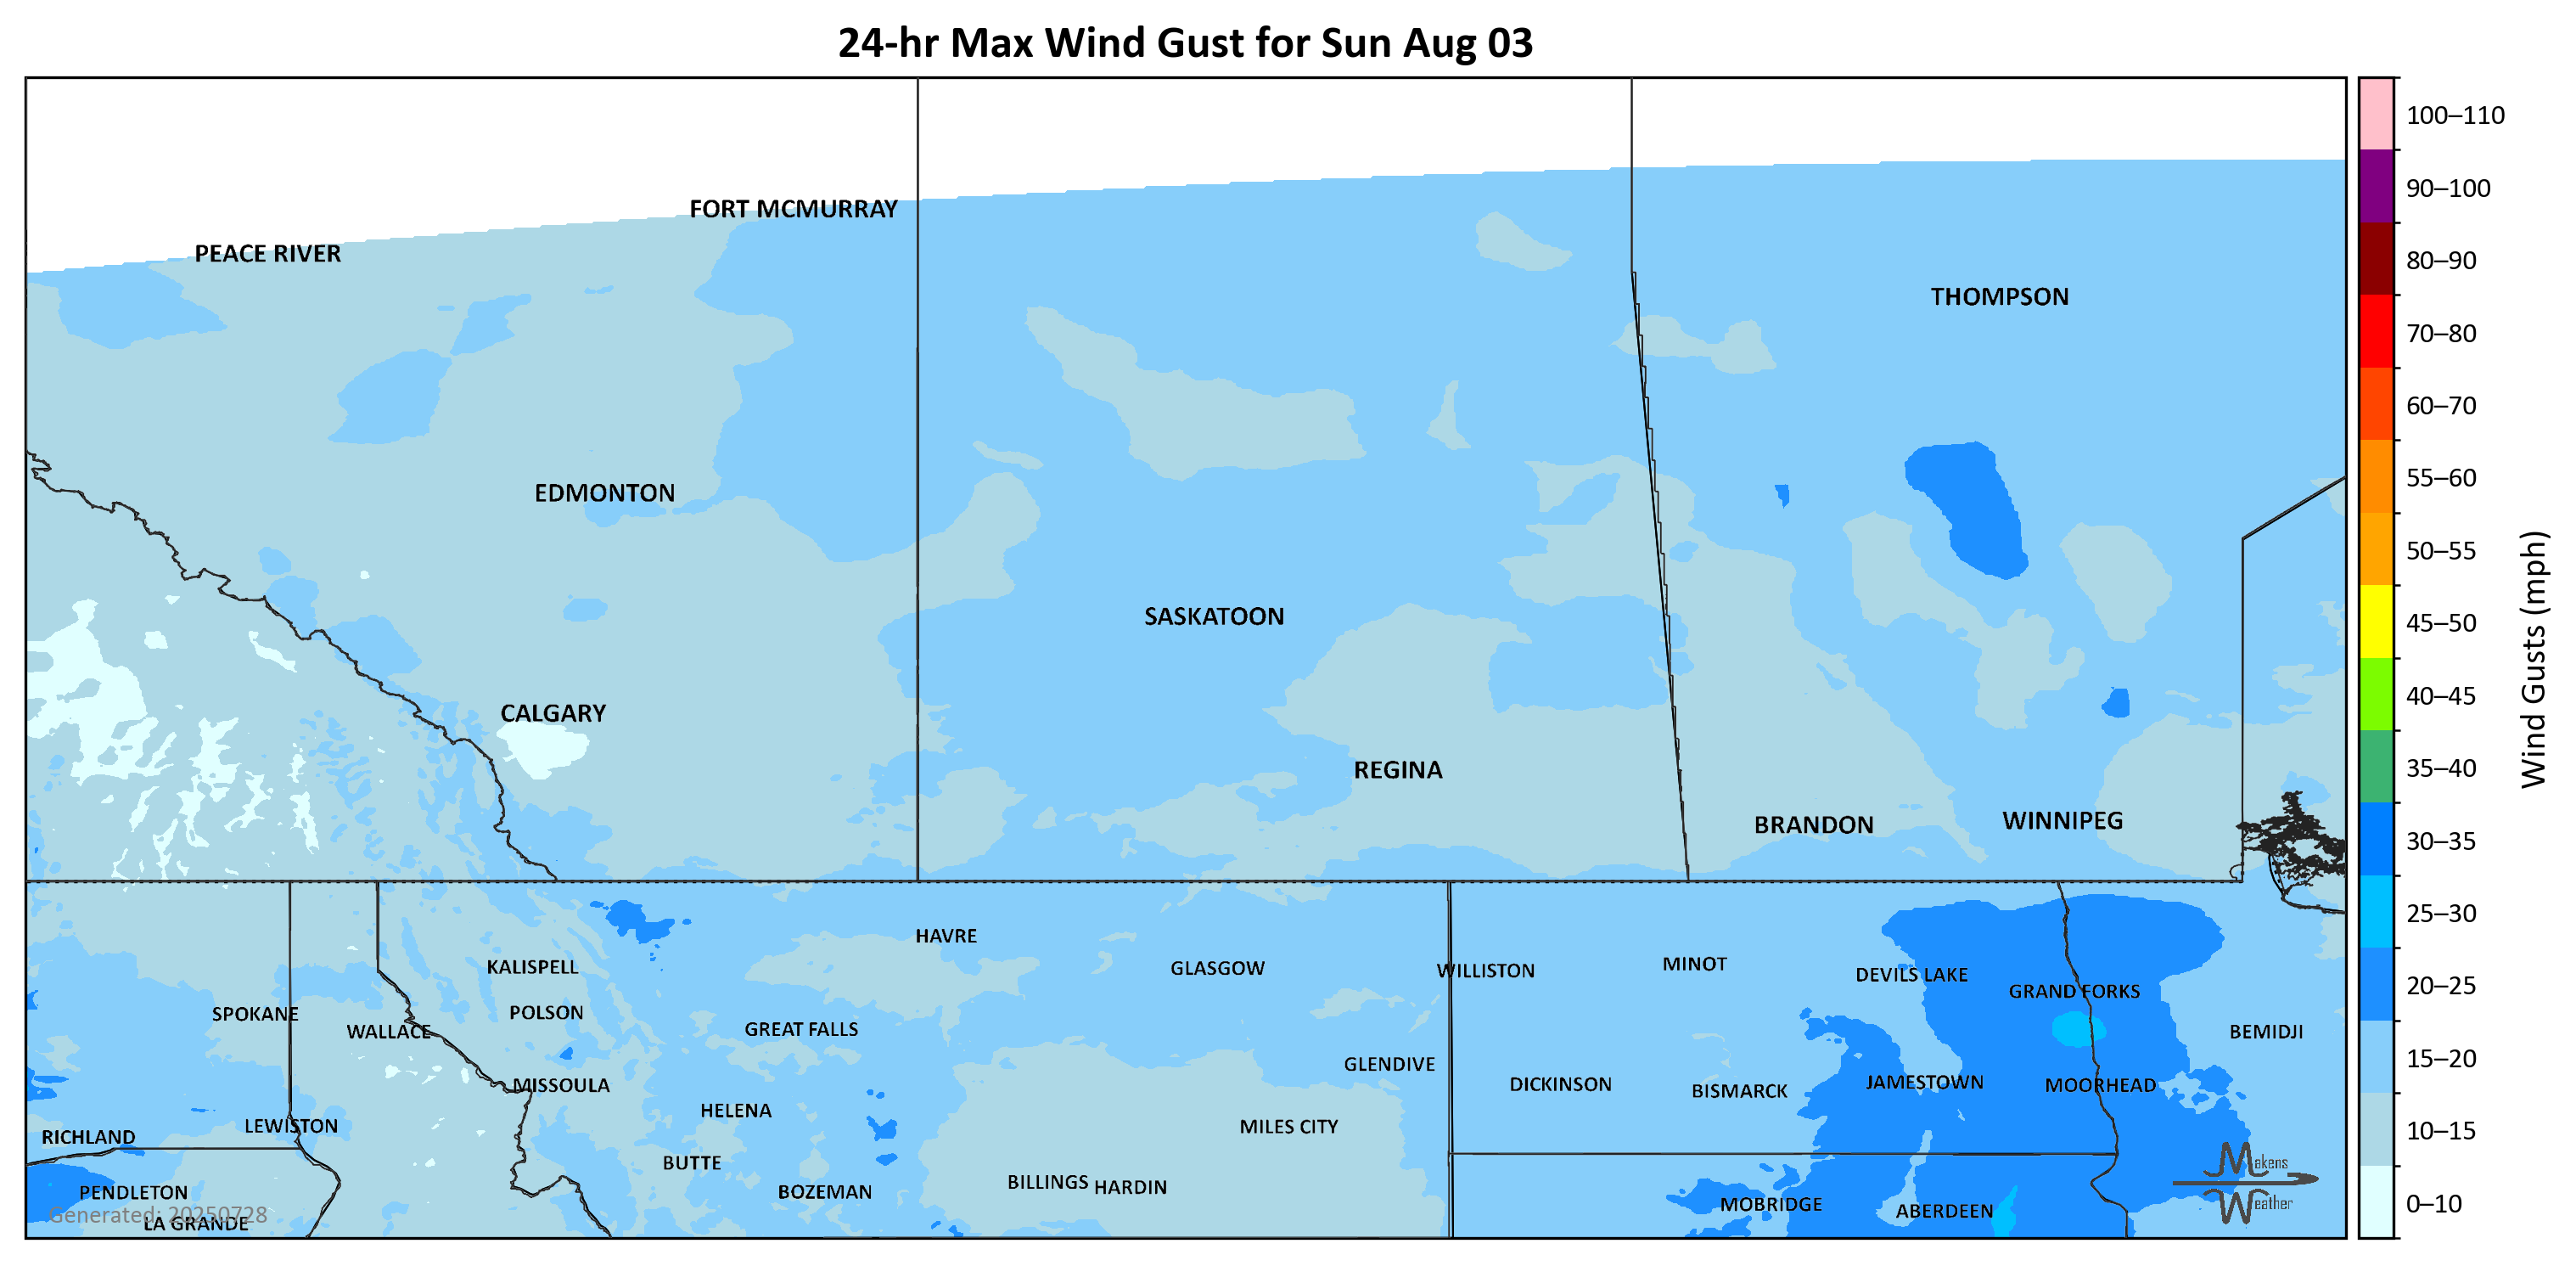 24-hr Max Wind Gust for Sun Aug 03
FORT MCMURRAY
PEACE RIVER
THOMPSON
EDMONTON
SASKATOON
CALGARY
REGINA
BRANDON
WINNIPEG
HAVRE
KALISPELL
GLASGOW
WILLISTON
MINOT
DEVILS LAKE
GRAND FORKS
SPOKANE
POLSON
WALLACE
GREAT FALLS
BEMIDJI
GLENDIVE
MISSOULA
DICKINSON
BISMARCK
JAMESTOWN
MOORHEAD
HELENA
LEWISTON
MILES CITY
RICHLAND
BUTTE
BILLINGS
HARDIN
BOZEMAN
PENDLETON
MOBRIDGE
ABERDEEN
LA GRANDE
Generated: 20250728
Makens
Weather
100–110
90–100
80–90
70–80
60–70
55–60
50–55
45–50
40–45
35–40
30–35
25–30
20–25
15–20
10–15
0–10
Wind Gusts (mph)